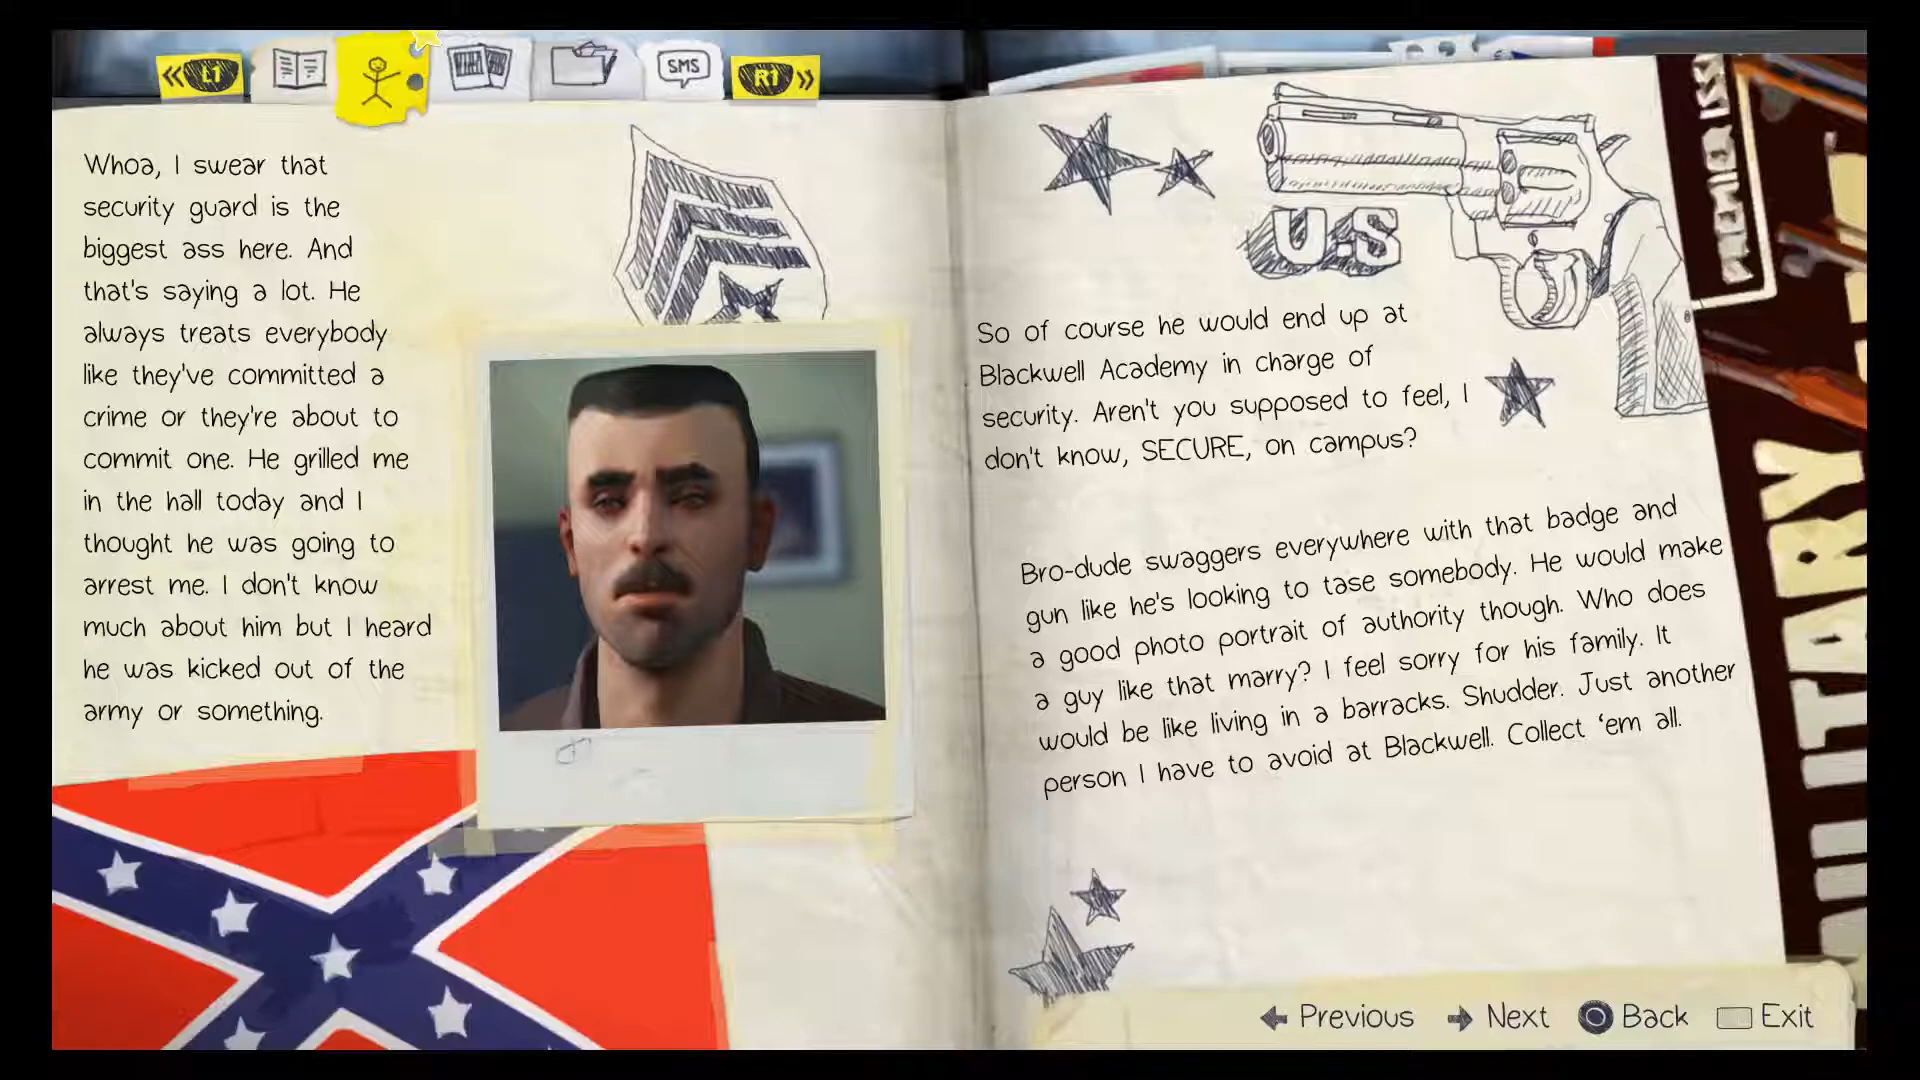 L1
SMS
R1
Whoa, I swear that
security guard is the
biggest ass here. And
that's saying a lot. He
always treats everybody
like they've committed a
crime or they're about to
commit one. He grilled me
in the hall today and I
thought he was going to
arrest me. I don't know
much about him but I heard
he was kicked out of the
army or something.
U.S
So of course he would end up at
Blackwell Academy in charge of
security. Aren't you supposed to feel, I
don't know, SECURE, on campus?
Bro-dude swaggers everywhere with that badge and
gun like he's looking to tase somebody. He would make
a good photo portrait of authority though. Who does
a guy like that marry? I feel sorry for his family. It
would be like living in a barracks. Shudder. Just another
person I have to avoid at Blackwell. Collect ‘em all.
Previous Next Back Exit